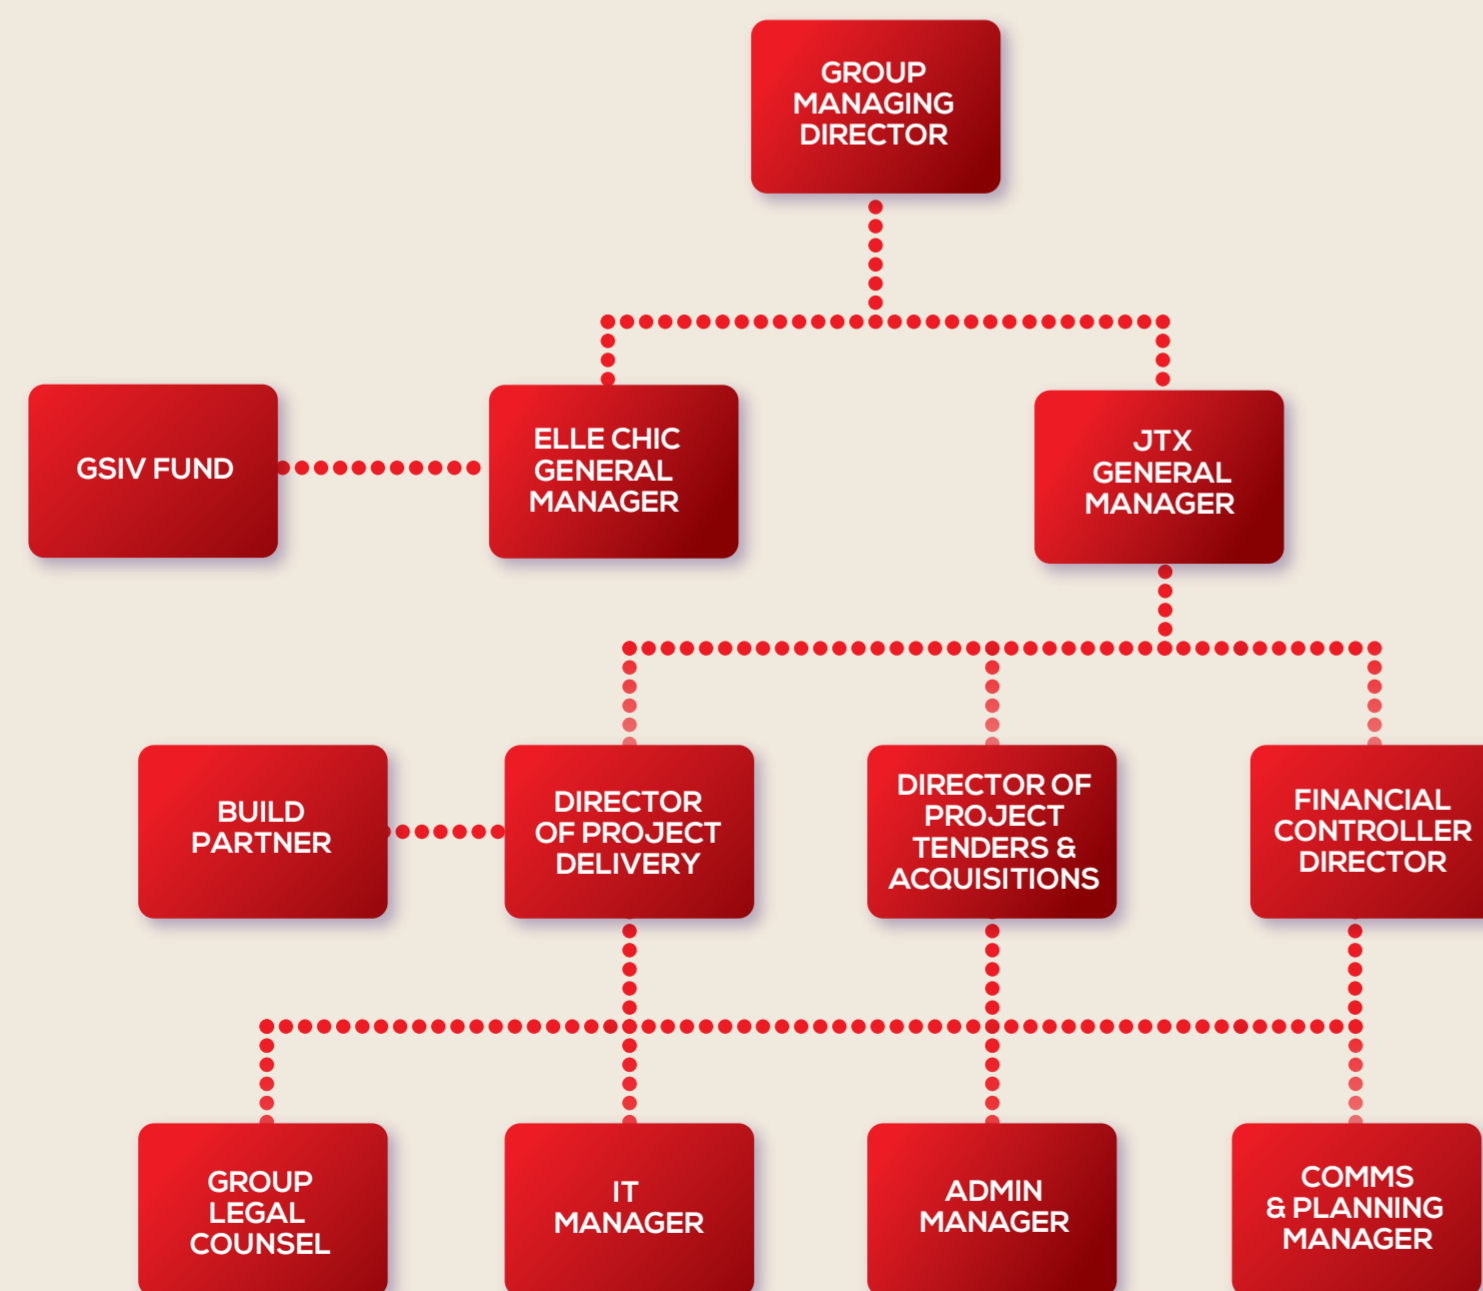 GROUP
MANAGING
DIRECTOR
GSIV FUND
ELLE CHIC
GENERAL
MANAGER
JTX
GENERAL
MANAGER
BUILD
PARTNER
DIRECTOR
OF PROJECT
DELIVERY
DIRECTOR OF
PROJECT
TENDERS &
ACQUISITIONS
FINANCIAL
CONTROLLER
DIRECTOR
GROUP
LEGAL
COUNSEL
IT
MANAGER
ADMIN
MANAGER
COMMS
& PLANNING
MANAGER